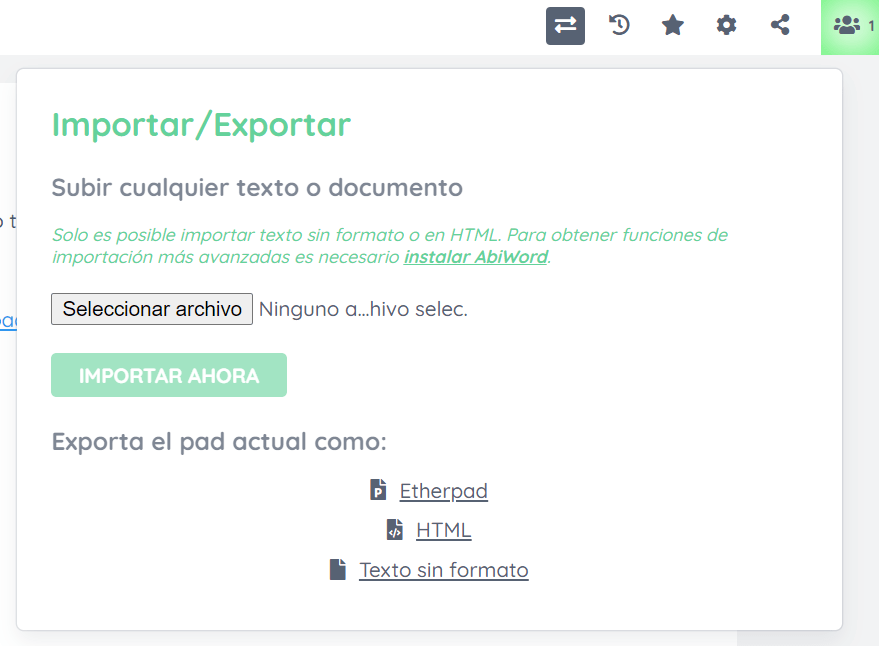 1
Importar/Exportar
Subir cualquier texto o documento
Solo es posible importar texto sin formato o en HTML. Para obtener funciones de
importación más avanzadas es necesario instalar AbiWord.
Seleccionar archivo Ninguno a...hivo selec.
IMPORTAR AHORA
Exporta el pad actual como:
Etherpad
HTML
Texto sin formato